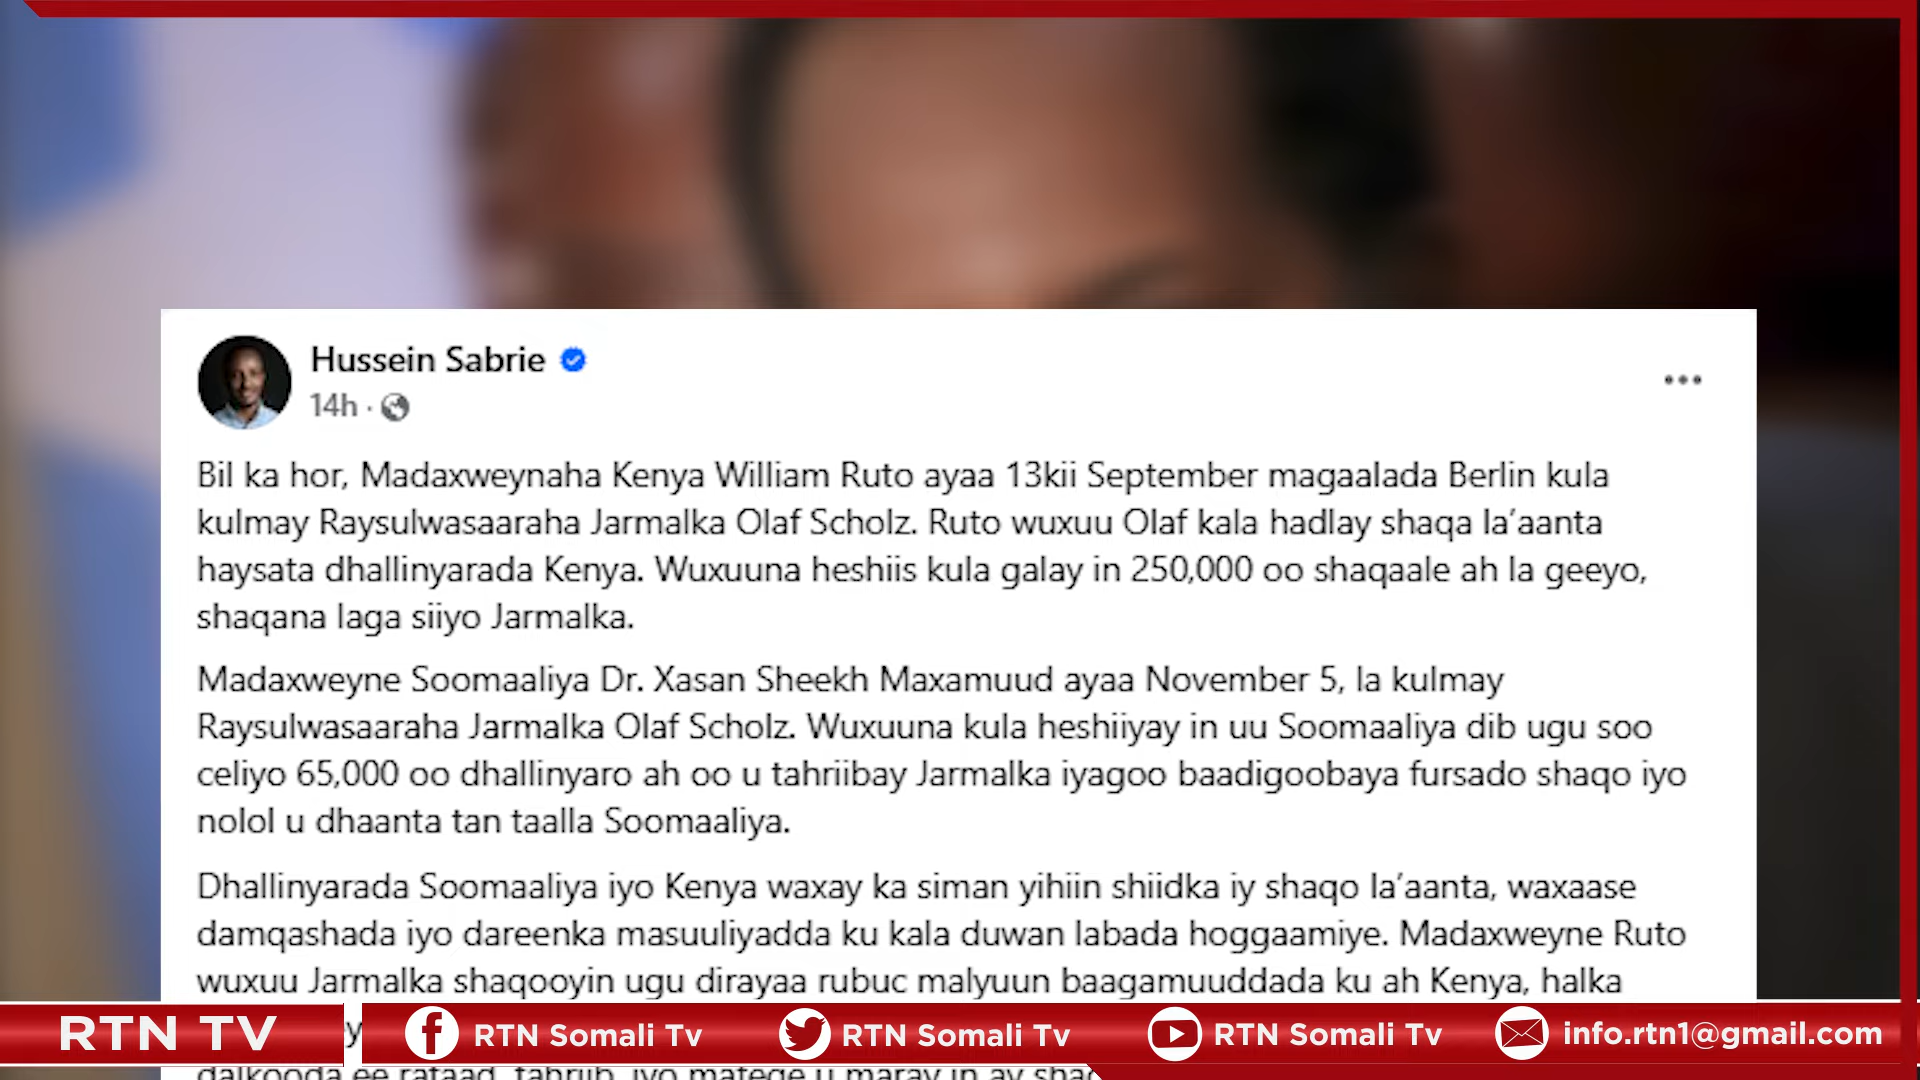 Hussein Sabrie
14h ·
Bil ka hor, Madaxweynaha Kenya William Ruto ayaa 13kii September magaalada Berlin kula
kulmay Raysulwasaaraha Jarmalka Olaf Scholz. Ruto wuxuu Olaf kala hadlay shaqa la’aanta
haysata dhallinyarada Kenya. Wuxuuna heshiis kula galay in 250,000 oo shaqaale ah la geeyo,
shaqana laga siiyo Jarmalka.
Madaxweyne Soomaaliya Dr. Xasan Sheekh Maxamuud ayaa November 5, la kulmay
Raysulwasaaraha Jarmalka Olaf Scholz. Wuxuuna kula heshiiyay in uu Soomaaliya dib ugu soo
celiyo 65,000 oo dhallinyaro ah oo u tahriibay Jarmalka iyagoo baadigoobaya fursado shaqo iyo
nolol u dhaanta tan taalla Soomaaliya.
Dhallinyarada Soomaaliya iyo Kenya waxay ka siman yihiin shiidka iy shaqo la’aanta, waxaase
damqashada iyo dareenka masuuliyadda ku kala duwan labada hoggaamiye. Madaxweyne Ruto
wuxuu Jarmalka shaqooyin ugu dirayaa rubuc malyuun baagamuuddada ku ah Kenya, halka
RTN TV
RTN Somali Tv
RTN Somali Tv
RTN Somali Tv
info.rtn1@gmail.com